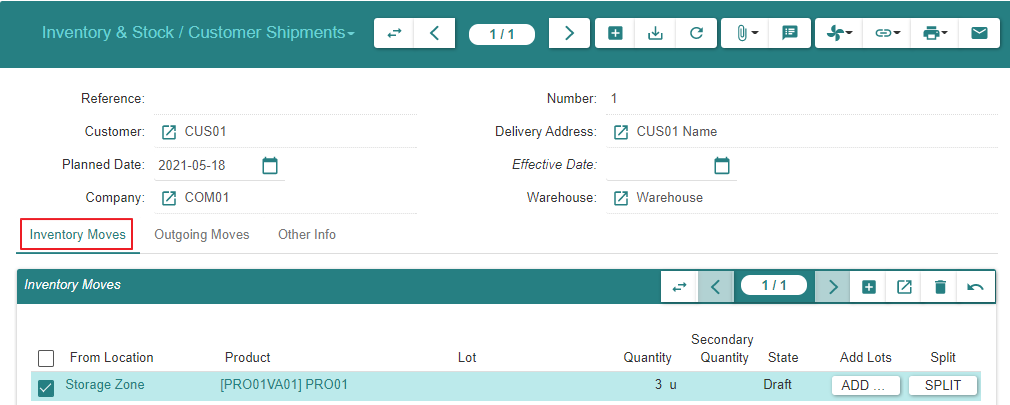 Inventory & Stock / Customer Shipments
1 / 1
Reference:
Number: 1
Customer: CUS01
Delivery Address: CUS01 Name
Planned Date: 2021-05-18
Effective Date:
Company: COM01
Warehouse: Warehouse
Inventory Moves Outgoing Moves Other Info
Inventory Moves
1 / 1
From Location Product Lot Quantity Secondary Quantity State Add Lots Split
Storage Zone [PRO01VA01] PRO01 3 u Draft ADD ... SPLIT